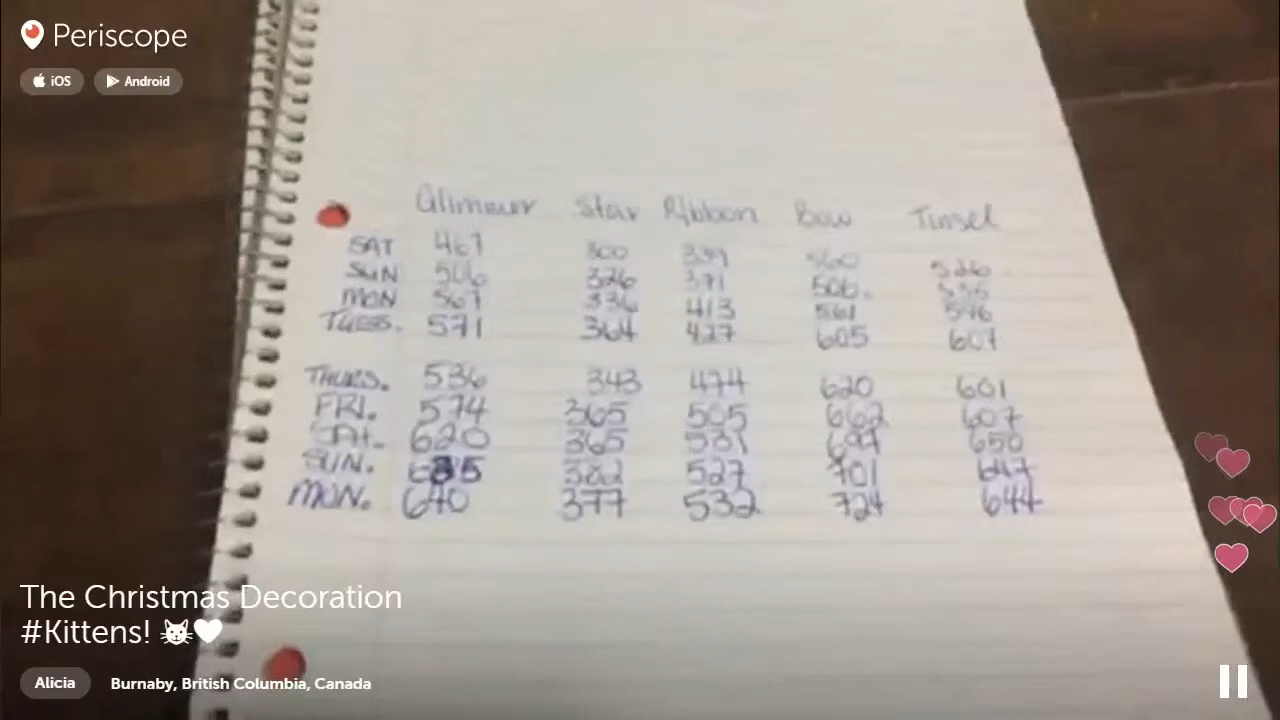 Periscope
iOS Android
Glimmer Star Ribbon Bow Tinsel
SAT 467 300 339 560 526
SUN 506 326 371 506.
MON 567 336 413 561 596
TUES. 571 364 427 605 607
THURS. 536 343 474 620 601
FRI. 574 365 505 662 607
SAT. 620 365 531 697 650
SUN. 635 382 527 701 647
MON. 640 377 532 724 644
The Christmas Decoration
#Kittens!
Alicia Burnaby, British Columbia, Canada